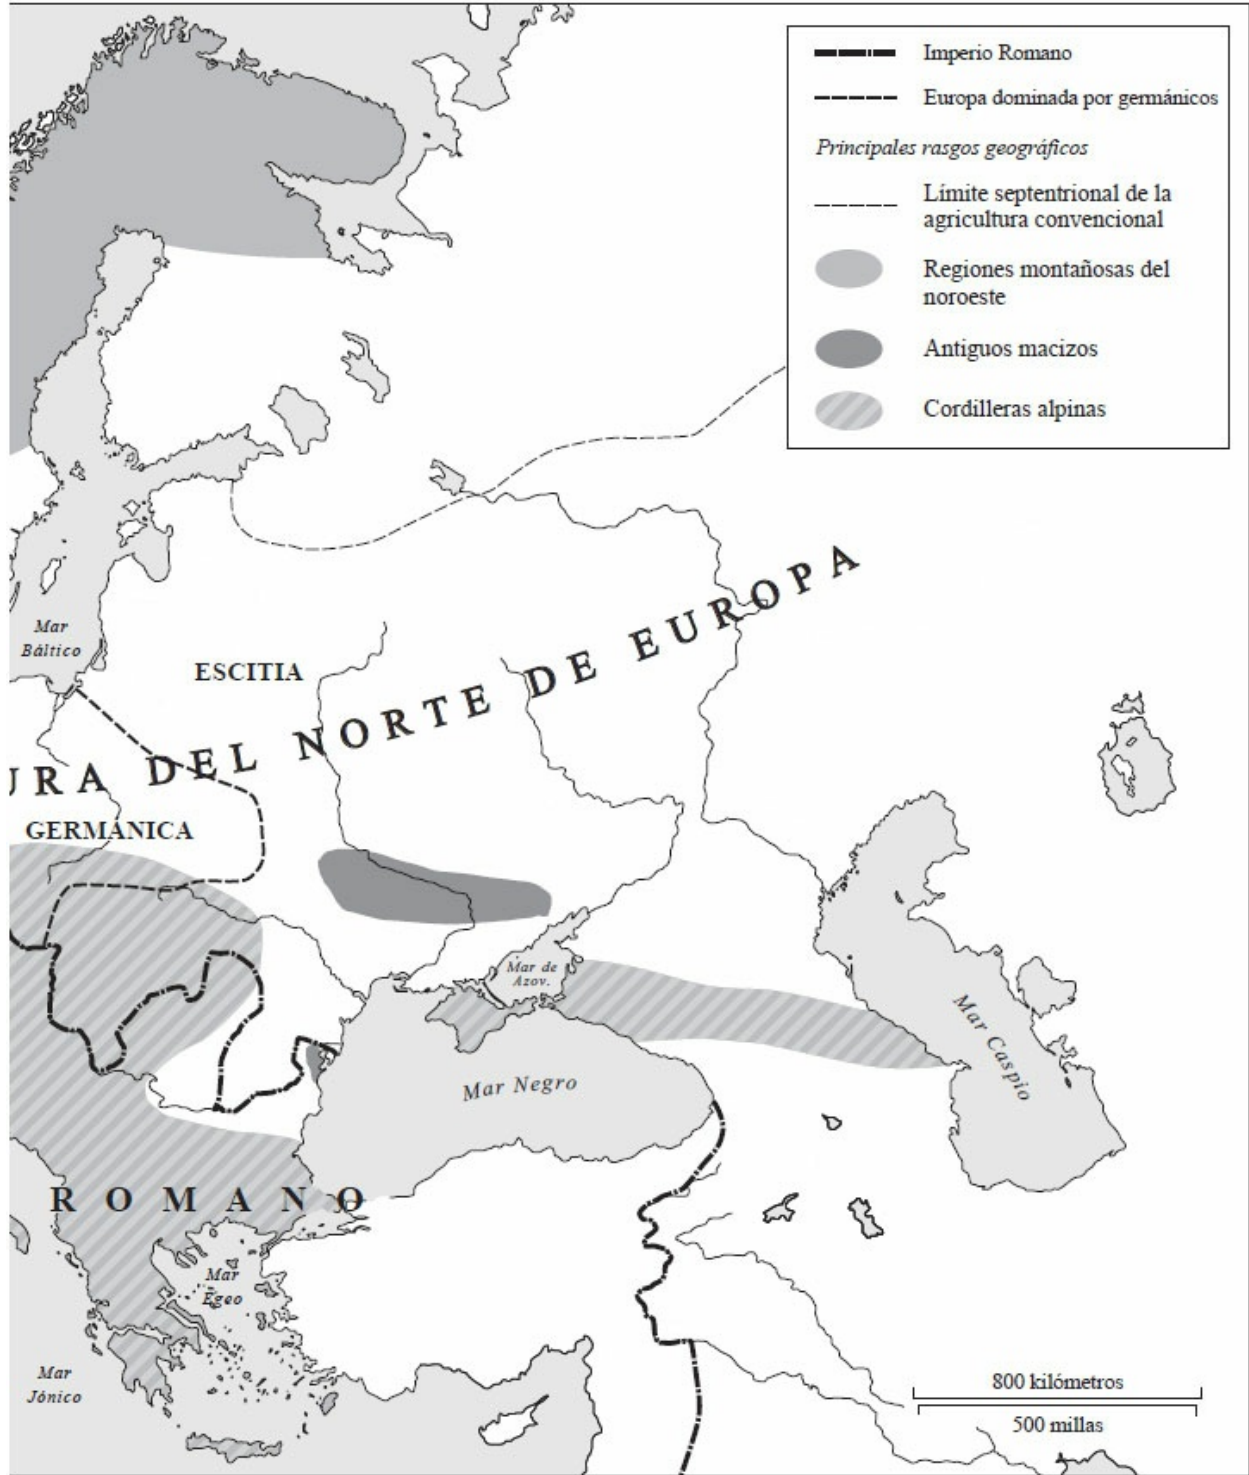 Imperio Romano
Europa dominada por germánicos
Principales rasgos geográficos
Límite septentrional de la
agricultura convencional
Regiones montañosas del
noroeste
Antiguos macizos
Cordilleras alpinas
URA DEL NORTE DE EUROPA
Mar
Báltico
ESCITIA
GERMÁNICA
Mar de
Azov.
Mar Caspio
Mar Negro
ROMANO
Mar
Egeo
Mar
Jónico
800 kilómetros
500 millas